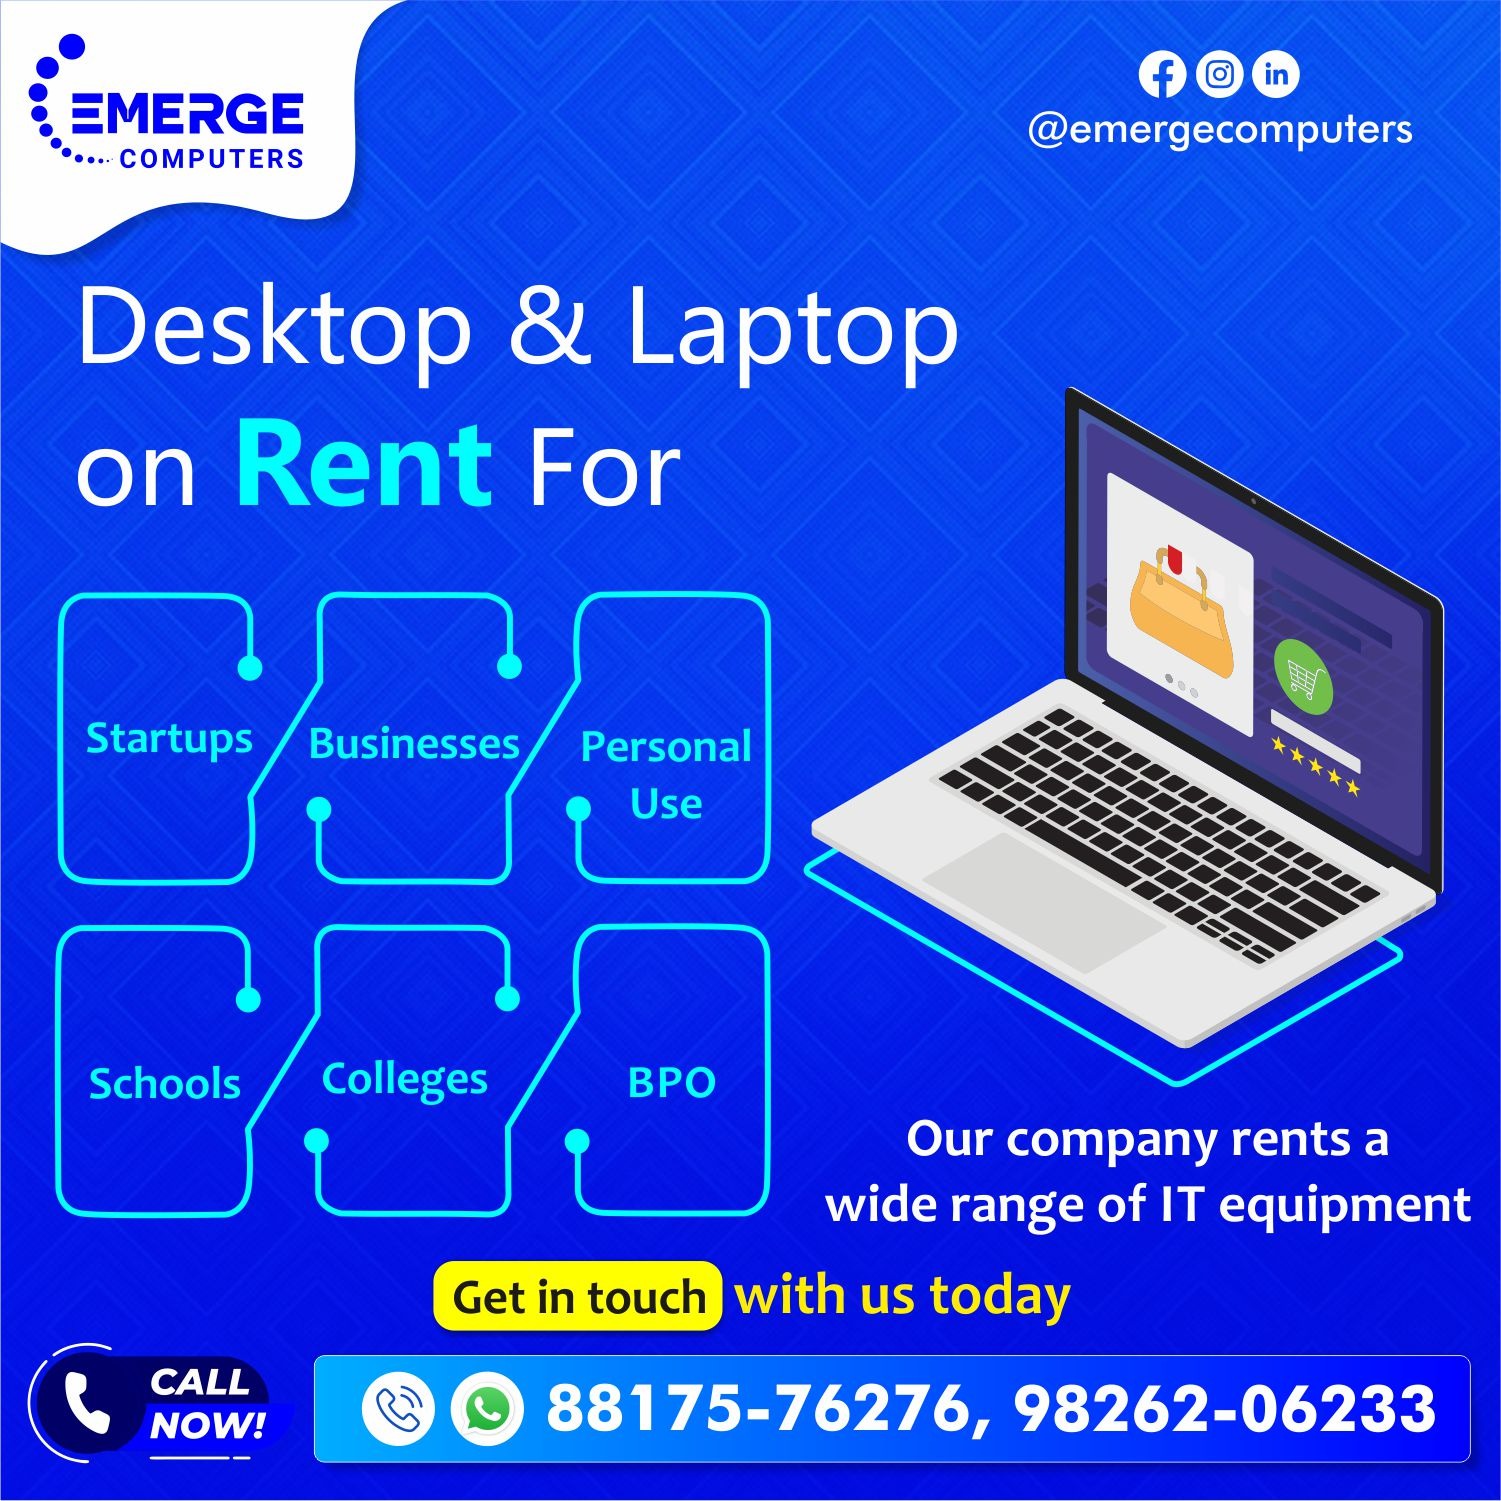 EMERGE
COMPUTERS
@emergecomputers
Desktop & Laptop
on Rent For
Startups
Businesses
Personal
Use
Schools
Colleges
BPO
Our company rents a
wide range of IT equipment
Get in touch with us today
CALL
NOW!
88175-76276, 98262-06233